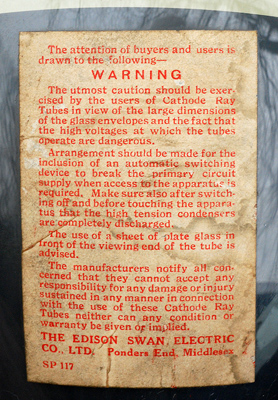 The attention of buyers and users is
drawn to the following—
WARNING
The utmost caution should be exer-
cised by the users of Cathode Ray
Tubes in view of the large dimensions
of the glass envelopes and the fact that
the high voltages at which the tubes
operate are dangerous.
Arrangement should be made for the
inclusion of an automatic switching
device to break the primary circuit
supply when access to the apparatus is
required. Make sure also after switch-
ing off and before touching the appara-
tus that the high tension condensers
are completely discharged.
The use of a sheet of plate glass in
front of the viewing end of the tube is
advised.
The manufacturers notify all con-
cerned that they cannot accept any
responsibility for any damage or injury
sustained in any manner in connection
with the use of these Cathode Ray
Tubes neither can any condition or
warranty be given or implied.
THE EDISON SWAN ELECTRIC
CO., LTD. Ponders End, Middlesex
SP 117